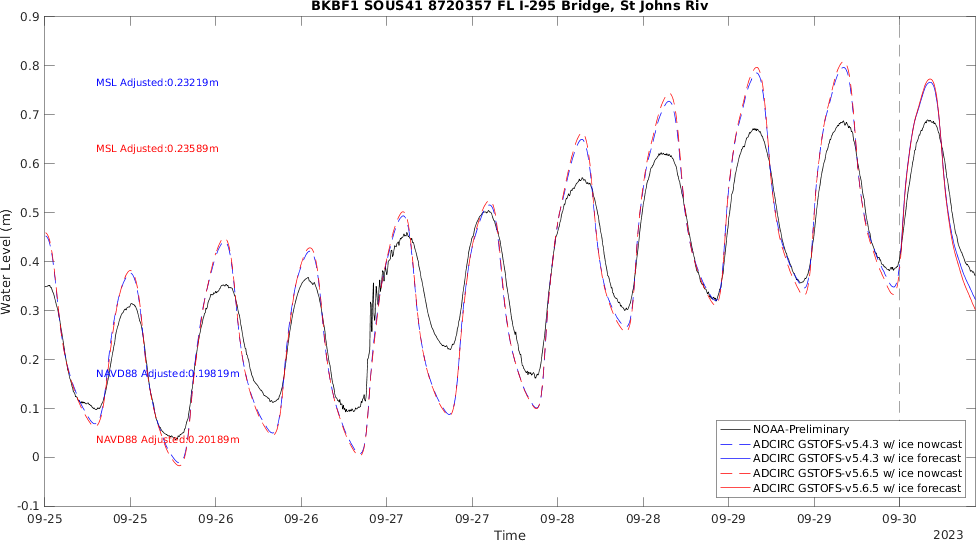 BKBF1 SOUS41 8720357 FL I-295 Bridge, St Johns Riv
0.9
0.8
0.7
0.6
0.5
0.4
0.3
0.2
0.1
0
-0.1
Water Level (m)
MSL Adjusted:0.23219m
MSL Adjusted:0.23589m
NAVD88 Adjusted:0.19819m
NAVD88 Adjusted:0.20189m
NOAA-Preliminary
ADCIRC GSTOFS-v5.4.3 w/ ice nowcast
ADCIRC GSTOFS-v5.4.3 w/ ice forecast
ADCIRC GSTOFS-v5.6.5 w/ ice nowcast
ADCIRC GSTOFS-v5.6.5 w/ ice forecast
09-25 09-25 09-26 09-26 09-27 09-27 09-28 09-28 09-29 09-29 09-30
Time
2023